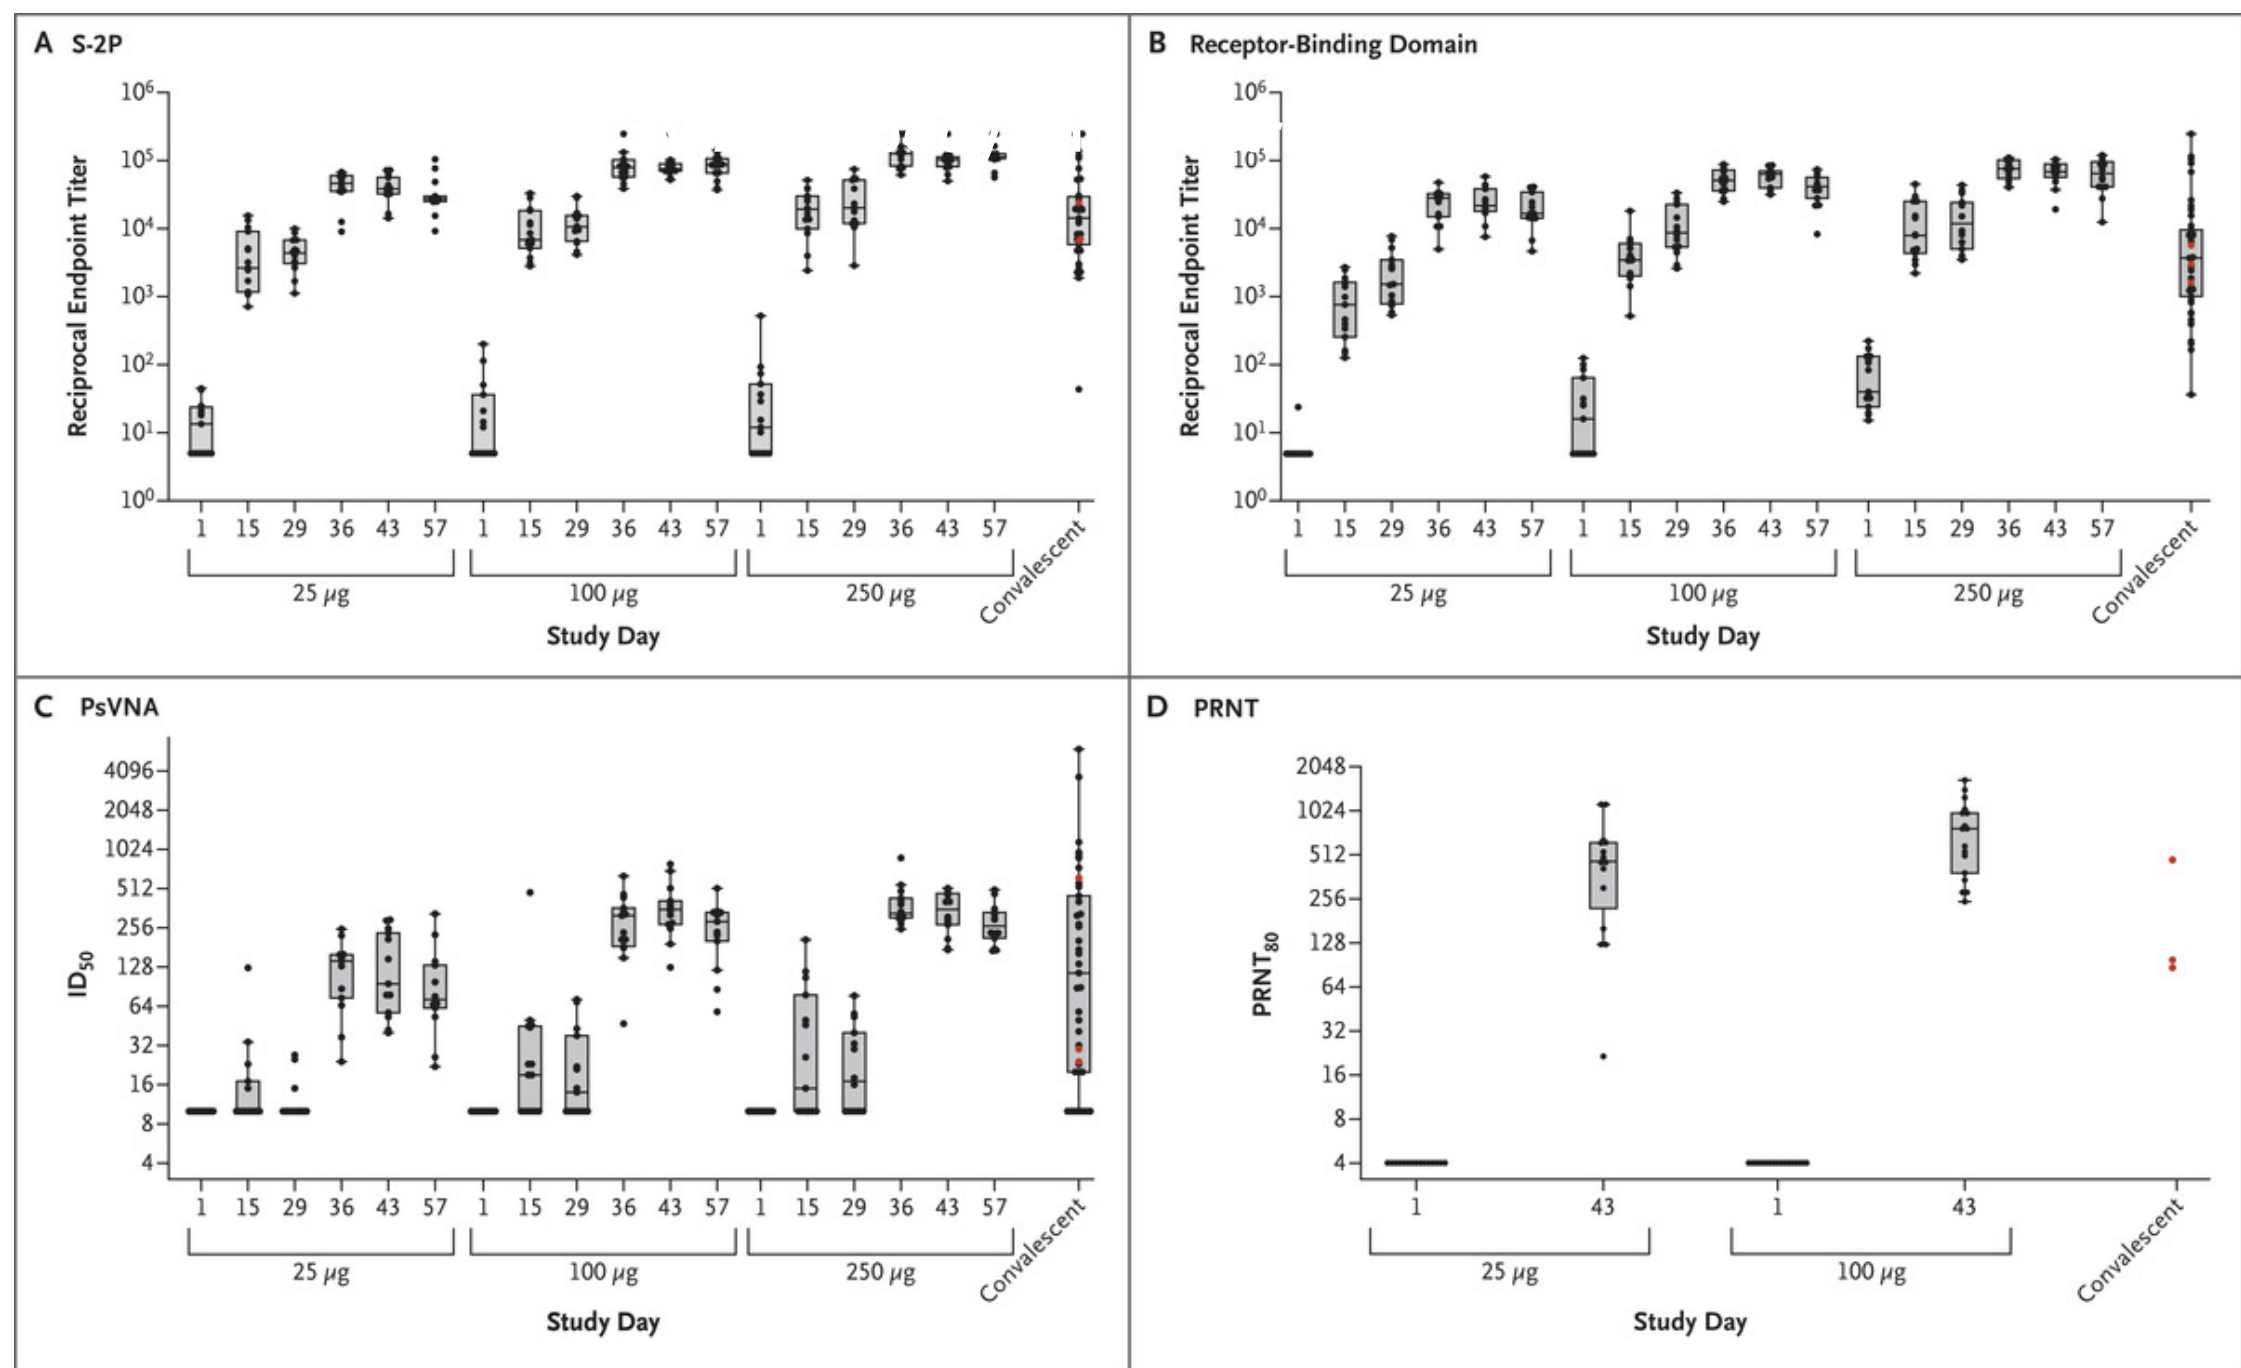 A S-2P
Reciprocal Endpoint Titer
10⁶
10⁵
10⁴
10³
10²
10¹
10⁰
1 15 29 36 43 57 1 15 29 36 43 57 1 15 29 36 43 57 Convalescent
25 µg 100 µg 250 µg
Study Day
B Receptor-Binding Domain
Reciprocal Endpoint Titer
10⁶
10⁵
10⁴
10³
10²
10¹
10⁰
1 15 29 36 43 57 1 15 29 36 43 57 1 15 29 36 43 57 Convalescent
25 µg 100 µg 250 µg
Study Day
C PsVNA
ID₅₀
4096
2048
1024
512
256
128
64
32
16
8
4
1 15 29 36 43 57 1 15 29 36 43 57 1 15 29 36 43 57 Convalescent
25 µg 100 µg 250 µg
Study Day
D PRNT
PRNT₈₀
2048
1024
512
256
128
64
32
16
8
4
1 43 1 43 Convalescent
25 µg 100 µg
Study Day